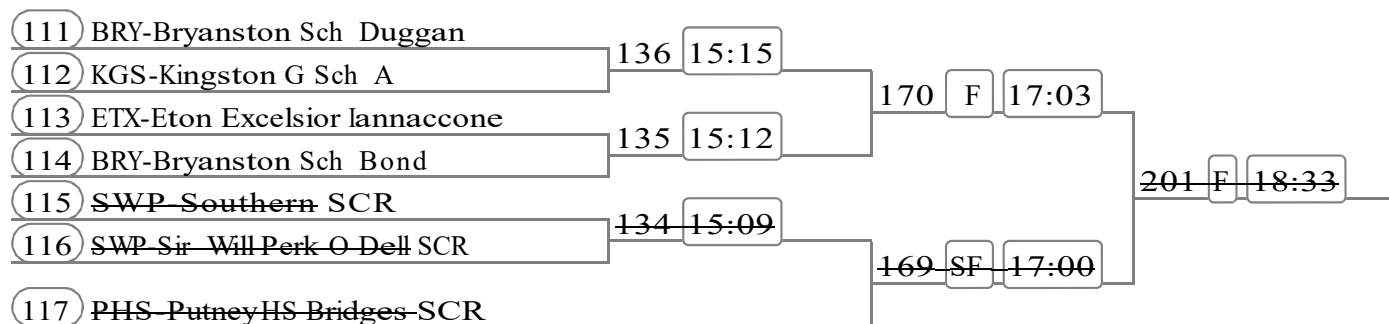 111 BRY-Bryanston Sch Duggan
136 15:15
112 KGS-Kingston G Sch A
170 F 17:03
113 ETX-Eton Excelsior Iannaccone
135 15:12
114 BRY-Bryanston Sch Bond
201 F 18:33
115 SWP-Southern SCR
134 15:09
116 SWP-Sir Will Perk O Dell SCR
169 SF 17:00
117 PHS-PutneyHS Bridges SCR